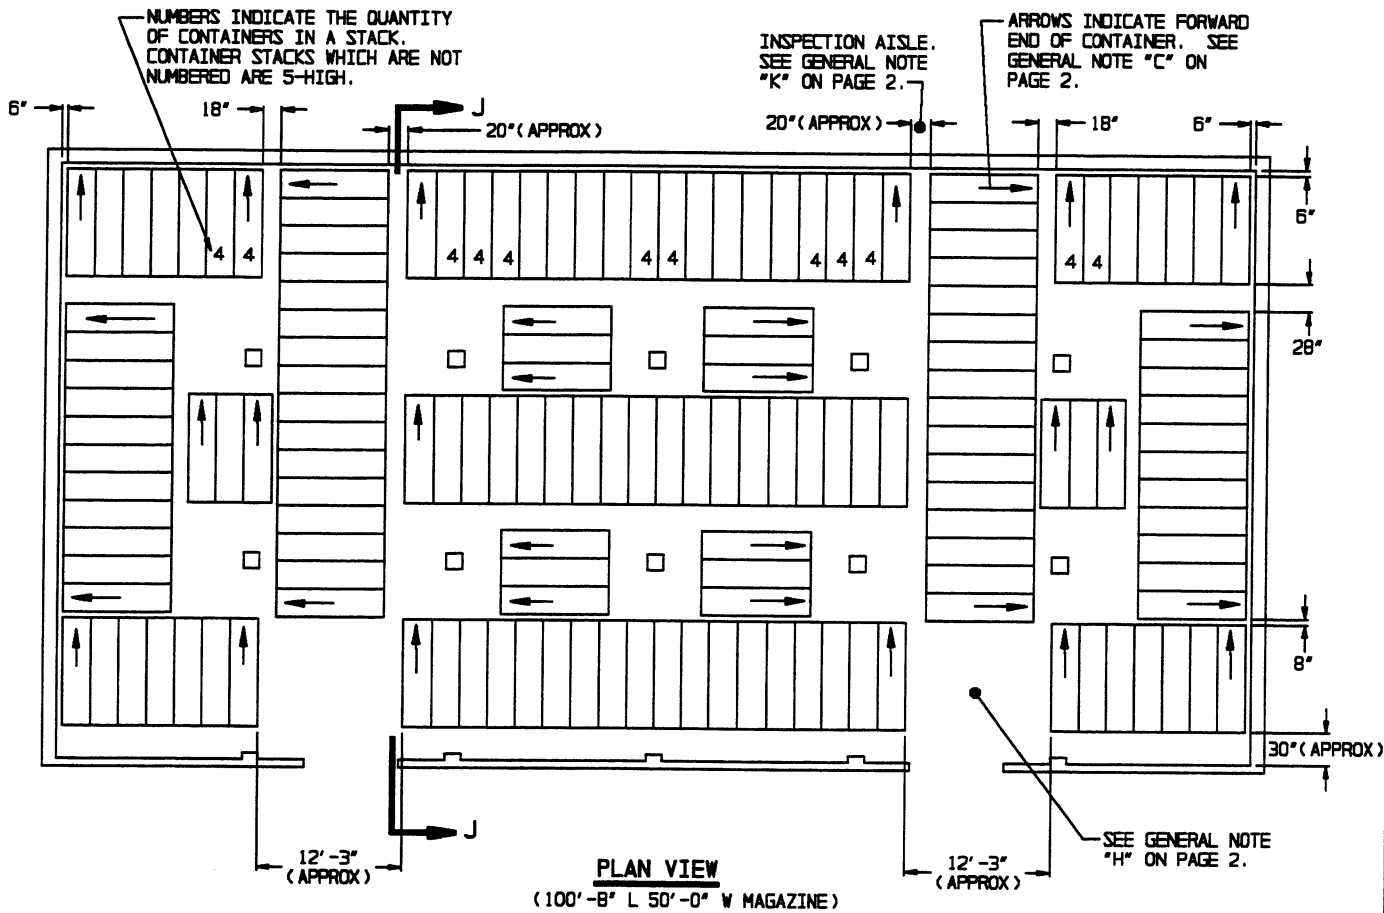 NUMBERS INDICATE THE QUANTITY
OF CONTAINERS IN A STACK.
CONTAINER STACKS WHICH ARE NOT
NUMBERED ARE 5-HIGH.
INSPECTION AISLE.
SEE GENERAL NOTE
"K" ON PAGE 2.
ARROWS INDICATE FORWARD
END OF CONTAINER. SEE
GENERAL NOTE "C" ON
PAGE 2.
6"
18"
J
20"(APPROX)
20"(APPROX)
18"
6"
6"
4 4
4 4 4
4 4
4 4 4
4 4
28"
8"
30"(APPROX)
J
12'-3"
(APPROX)
12'-3"
(APPROX)
SEE GENERAL NOTE
"H" ON PAGE 2.
PLAN VIEW
(100'-8" L 50'-0" W MAGAZINE)